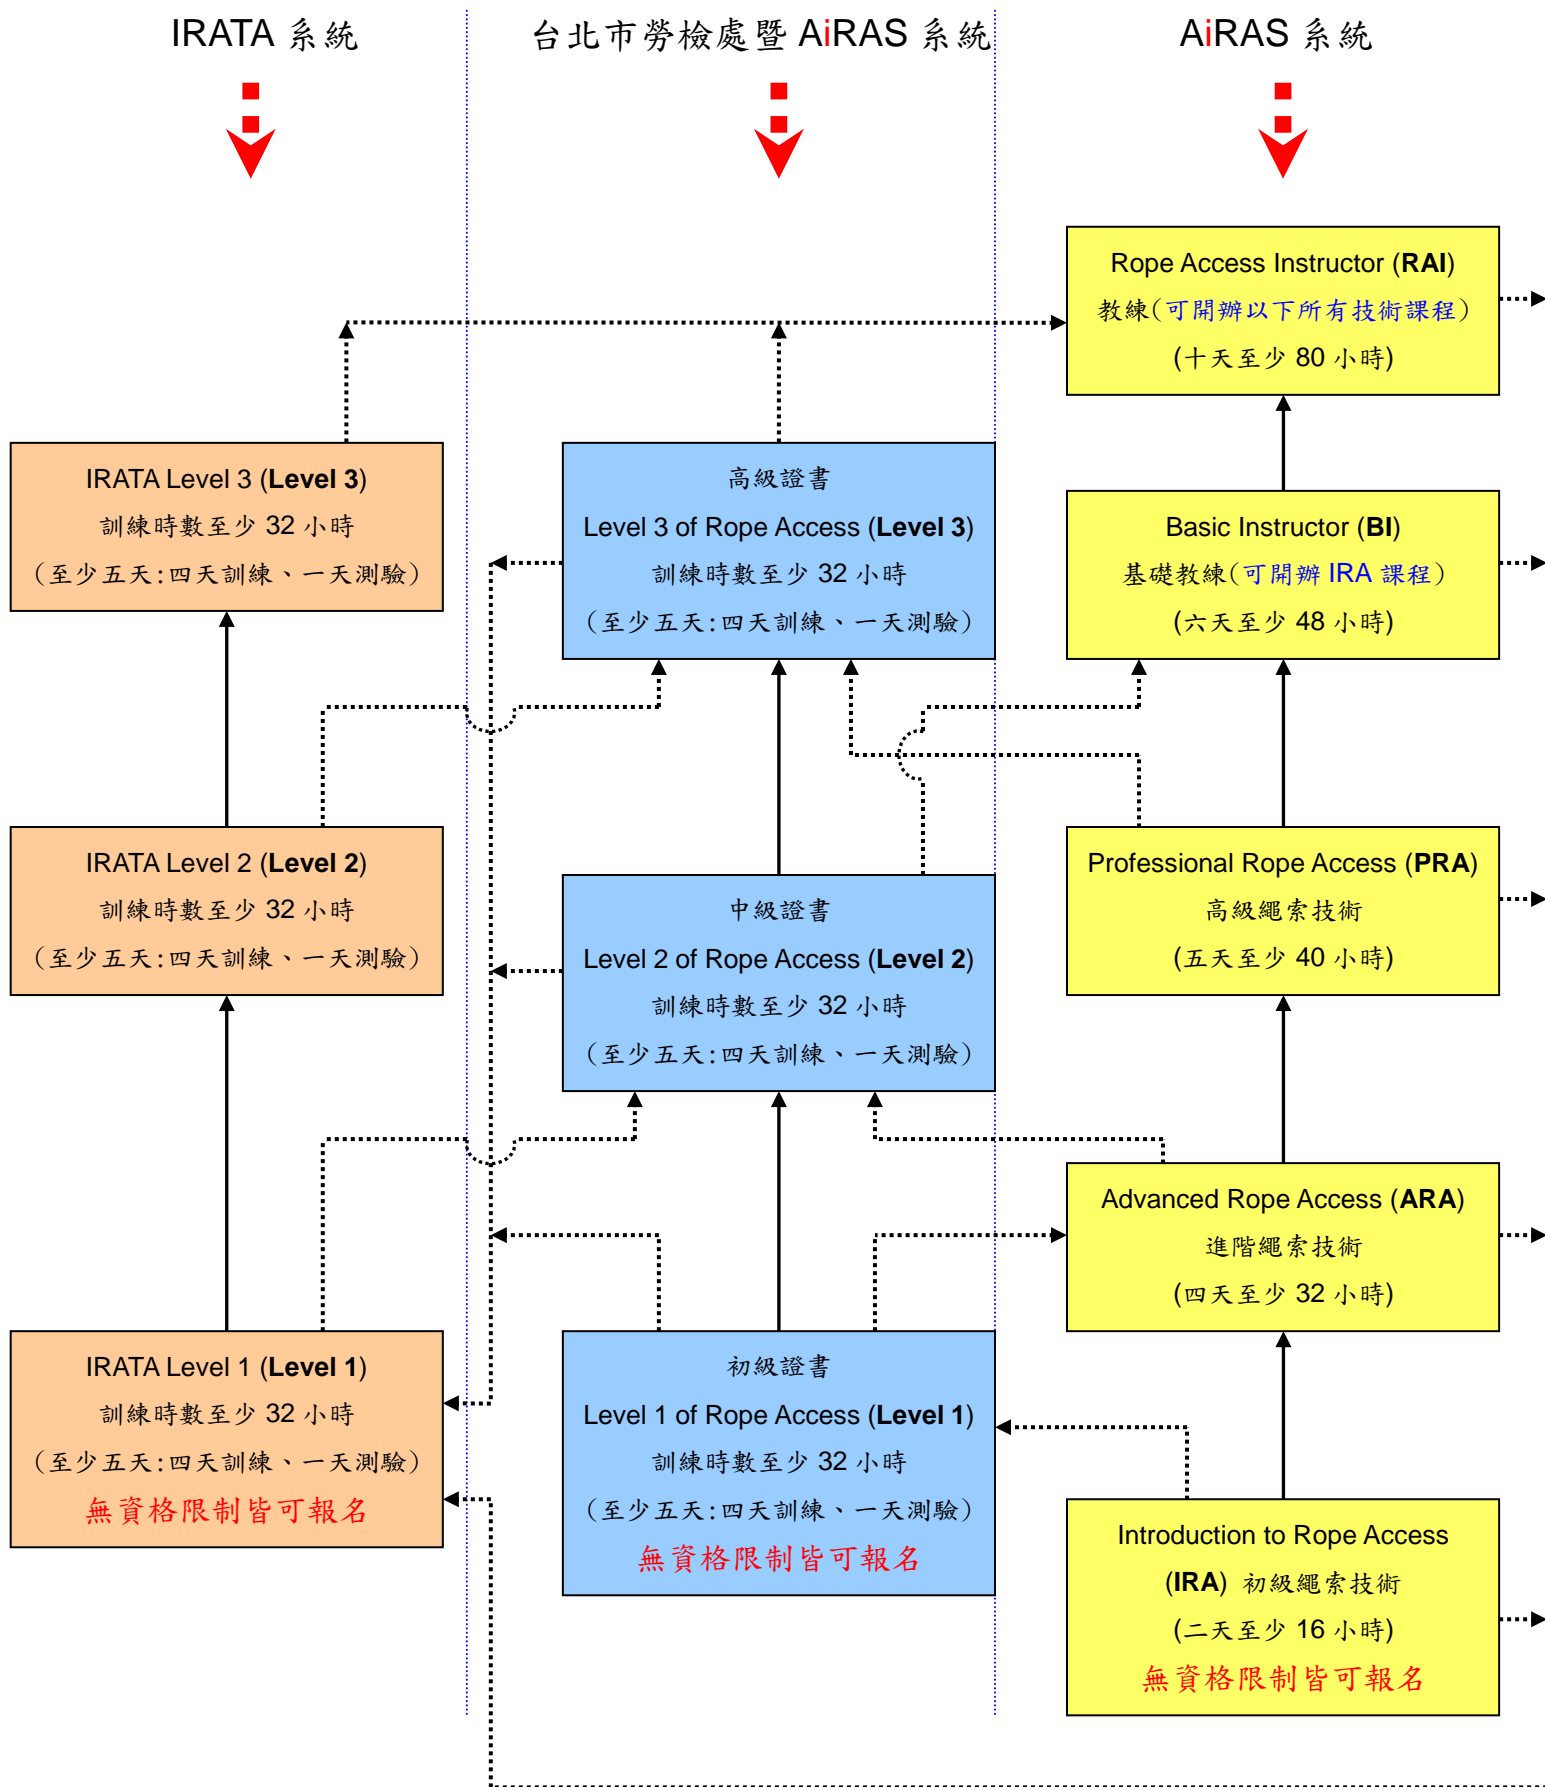 IRATA 系統
台北市勞檢處暨 AiRAS 系統
AiRAS 系統
Rope Access Instructor (RAI)
教練(可開辦以下所有技術課程)
(十天至少 80 小時)
IRATA Level 3 (Level 3)
訓練時數至少 32 小時
(至少五天:四天訓練、一天測驗)
高級證書
Level 3 of Rope Access (Level 3)
訓練時數至少 32 小時
(至少五天:四天訓練、一天測驗)
Basic Instructor (BI)
基礎教練(可開辦 IRA 課程)
(六天至少 48 小時)
IRATA Level 2 (Level 2)
訓練時數至少 32 小時
(至少五天:四天訓練、一天測驗)
中級證書
Level 2 of Rope Access (Level 2)
訓練時數至少 32 小時
(至少五天:四天訓練、一天測驗)
Professional Rope Access (PRA)
高級繩索技術
(五天至少 40 小時)
Advanced Rope Access (ARA)
進階繩索技術
(四天至少 32 小時)
IRATA Level 1 (Level 1)
訓練時數至少 32 小時
(至少五天:四天訓練、一天測驗)
無資格限制皆可報名
初級證書
Level 1 of Rope Access (Level 1)
訓練時數至少 32 小時
(至少五天:四天訓練、一天測驗)
無資格限制皆可報名
Introduction to Rope Access
(IRA) 初級繩索技術
(二天至少 16 小時)
無資格限制皆可報名